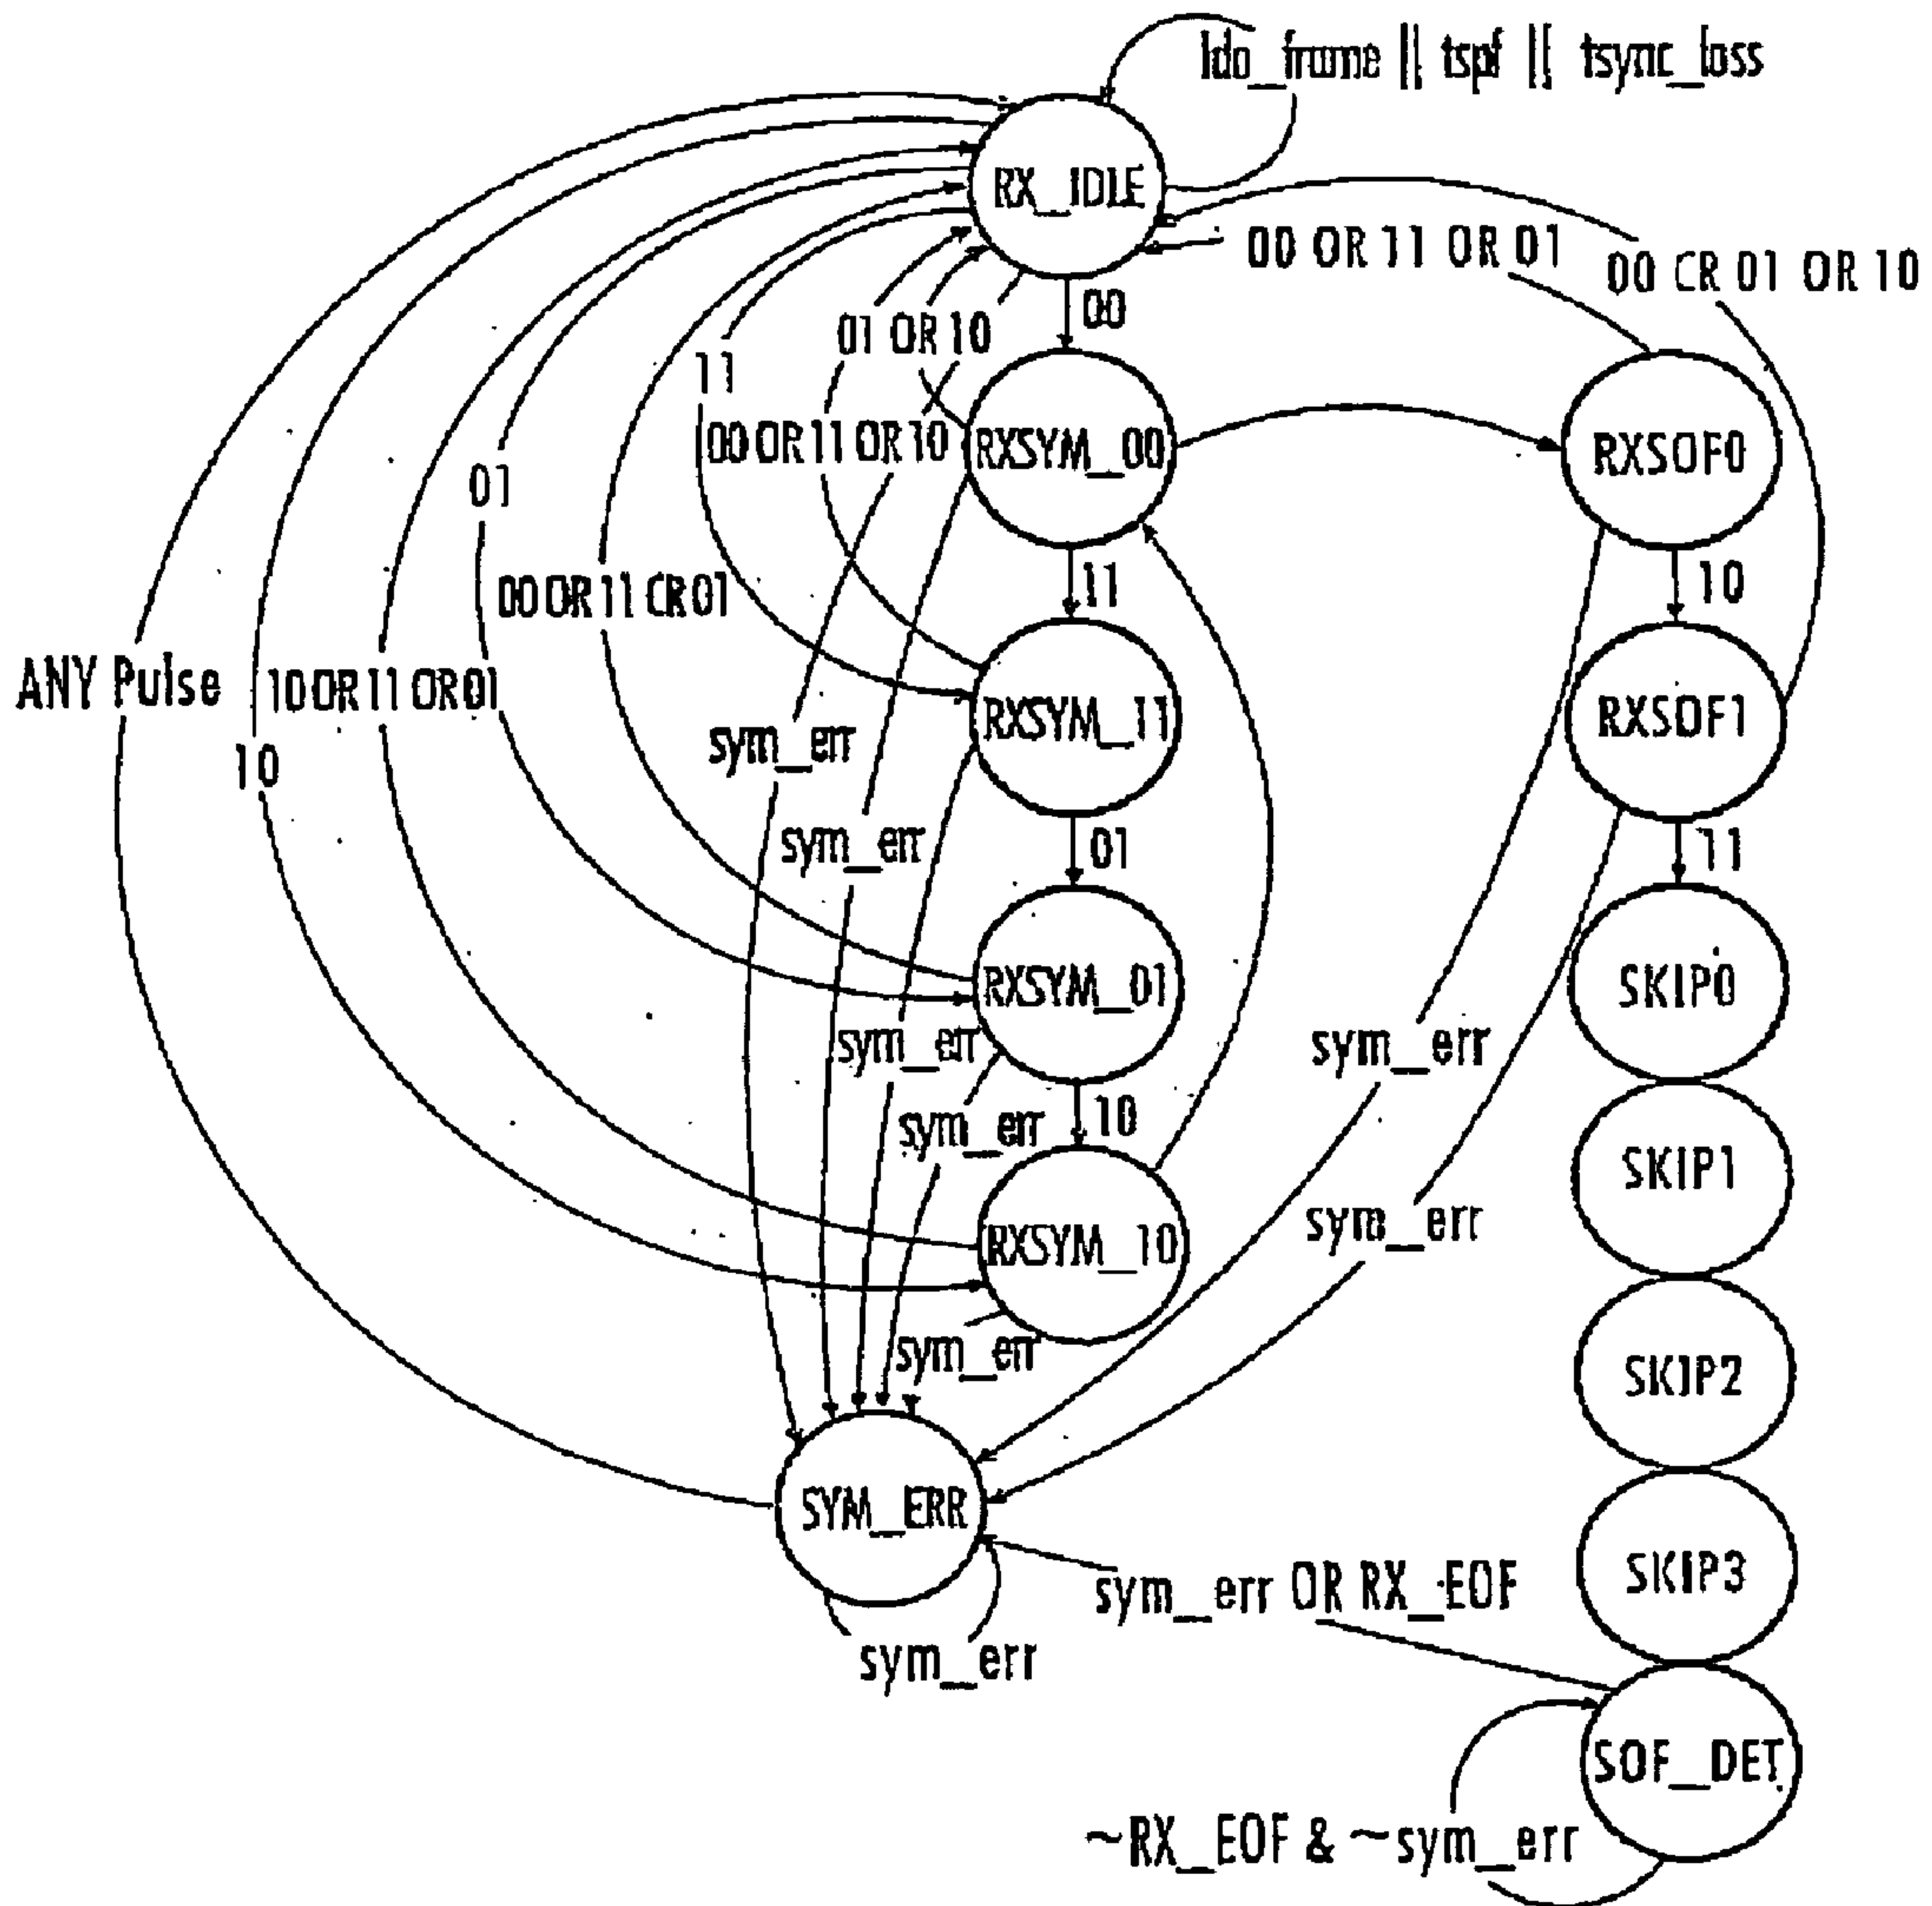 ldo_frame || tspf || tsync_loss
RX_IDLE
00 OR 11 OR 01
00 CR 01 OR 10
00
01 OR 10
11
00 OR 11 OR 10
RXSYM_00
RXSOF0
01
11
10
00 OR 11 CR 01
ANY Pulse
10 OR 11 OR 01
RXSYM_11
RXSOF1
sym_err
10
sym_err
01
11
RXSYM_01
SKIP0
sym_err
sym_err
sym_err
10
SKIP1
RXSYM_10
sym_err
sym_err
SKIP2
SYM_ERR
sym_err OR RX_EOF
SKIP3
sym_err
SOF_DET
~RX_EOF & ~sym_err